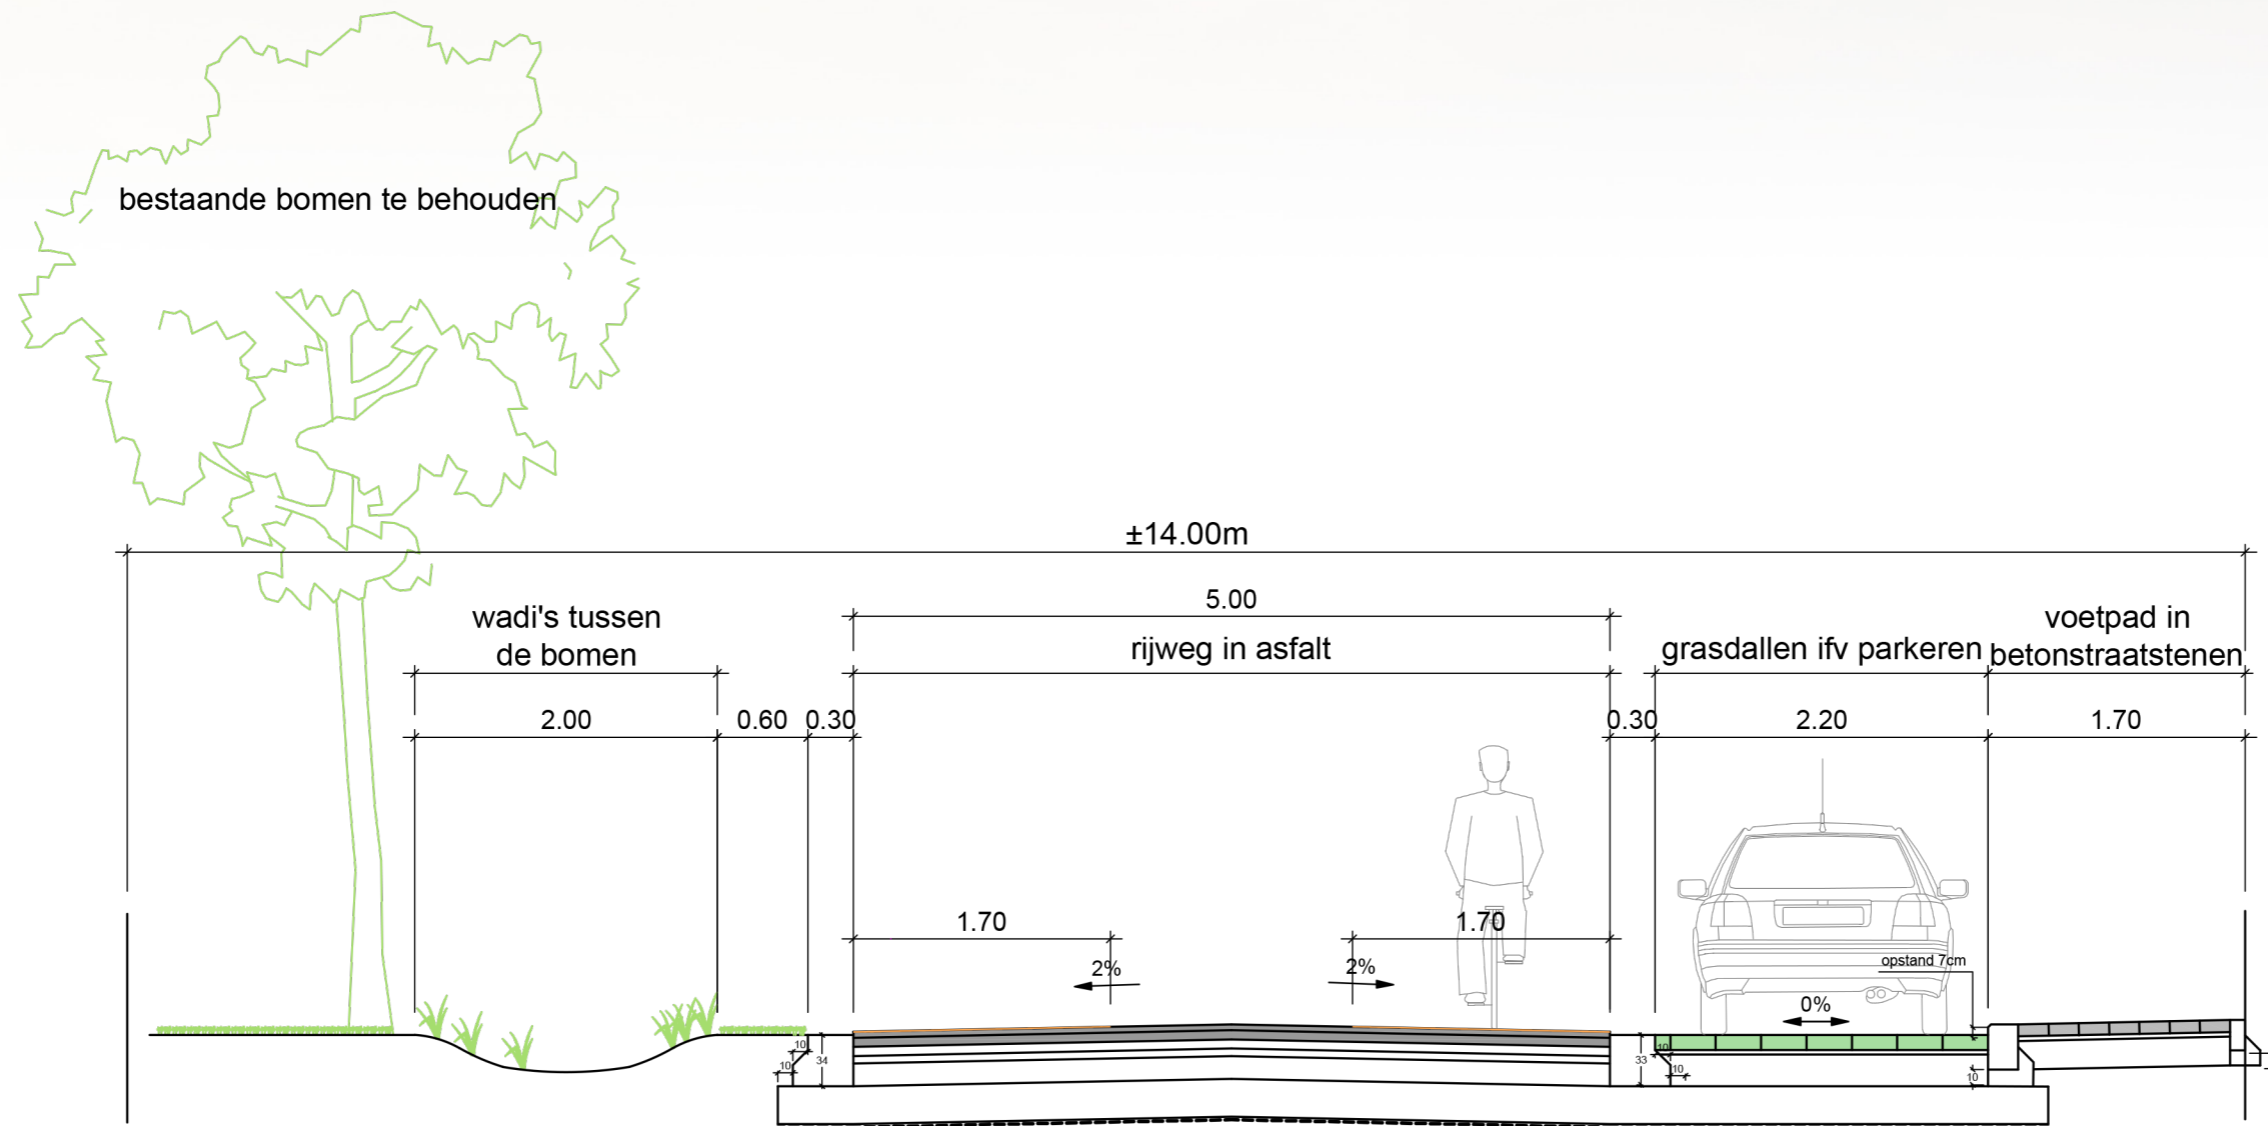 bestaande bomen te behouden
±14.00m
5.00
wadi's tussen
de bomen
rijweg in asfalt
grasdallen ifv parkeren
voetpad in
betonstraatstenen
2.00
0.60
0.30
0.30
2.20
1.70
1.70
1.70
2%
2%
opstand 7cm
0%
10
34
10
33
10
10
10